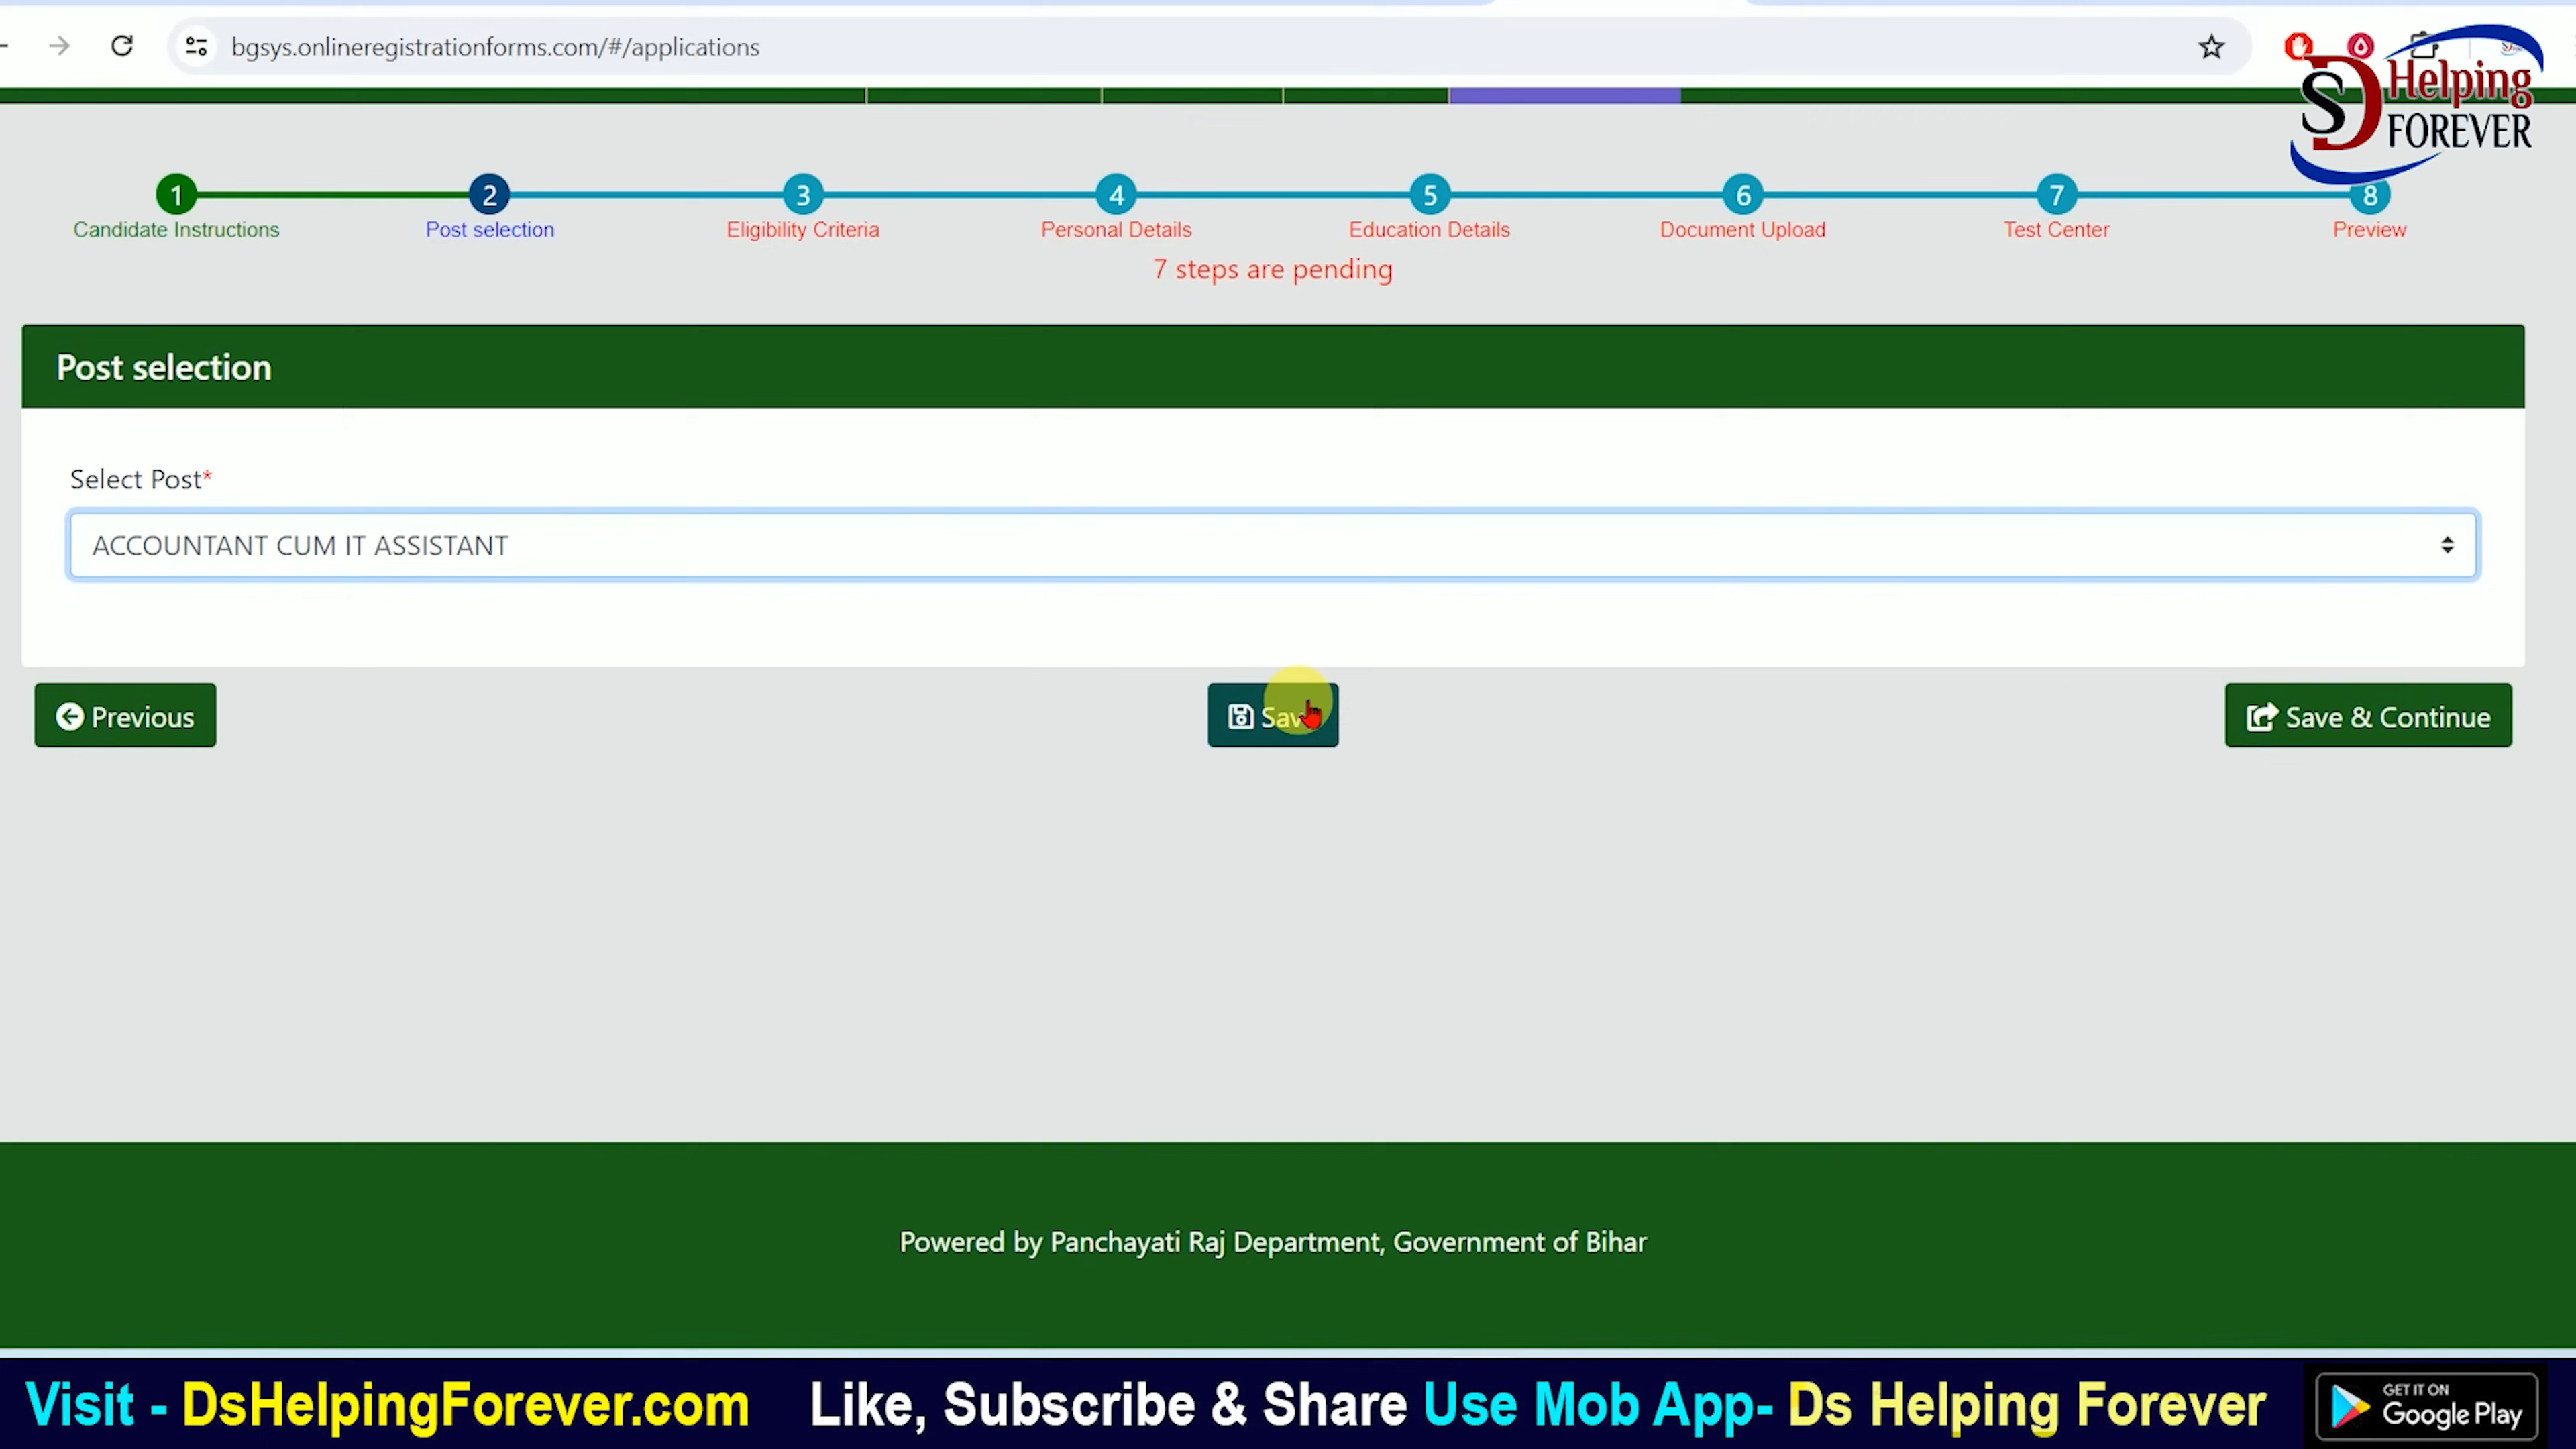 bgsys.onlineregistrationforms.com/#/applications
SD Helping
FOREVER
1 2 3 4 5 6 7 8
Candidate Instructions Post selection Eligibility Criteria Personal Details Education Details Document Upload Test Center Preview
7 steps are pending
Post selection
Select Post*
ACCOUNTANT CUM IT ASSISTANT
Previous Save & Continue
Powered by Panchayati Raj Department, Government of Bihar
Visit - DsHelpingForever.com Like, Subscribe & Share Use Mob App- Ds Helping Forever
GET IT ON
Google Play